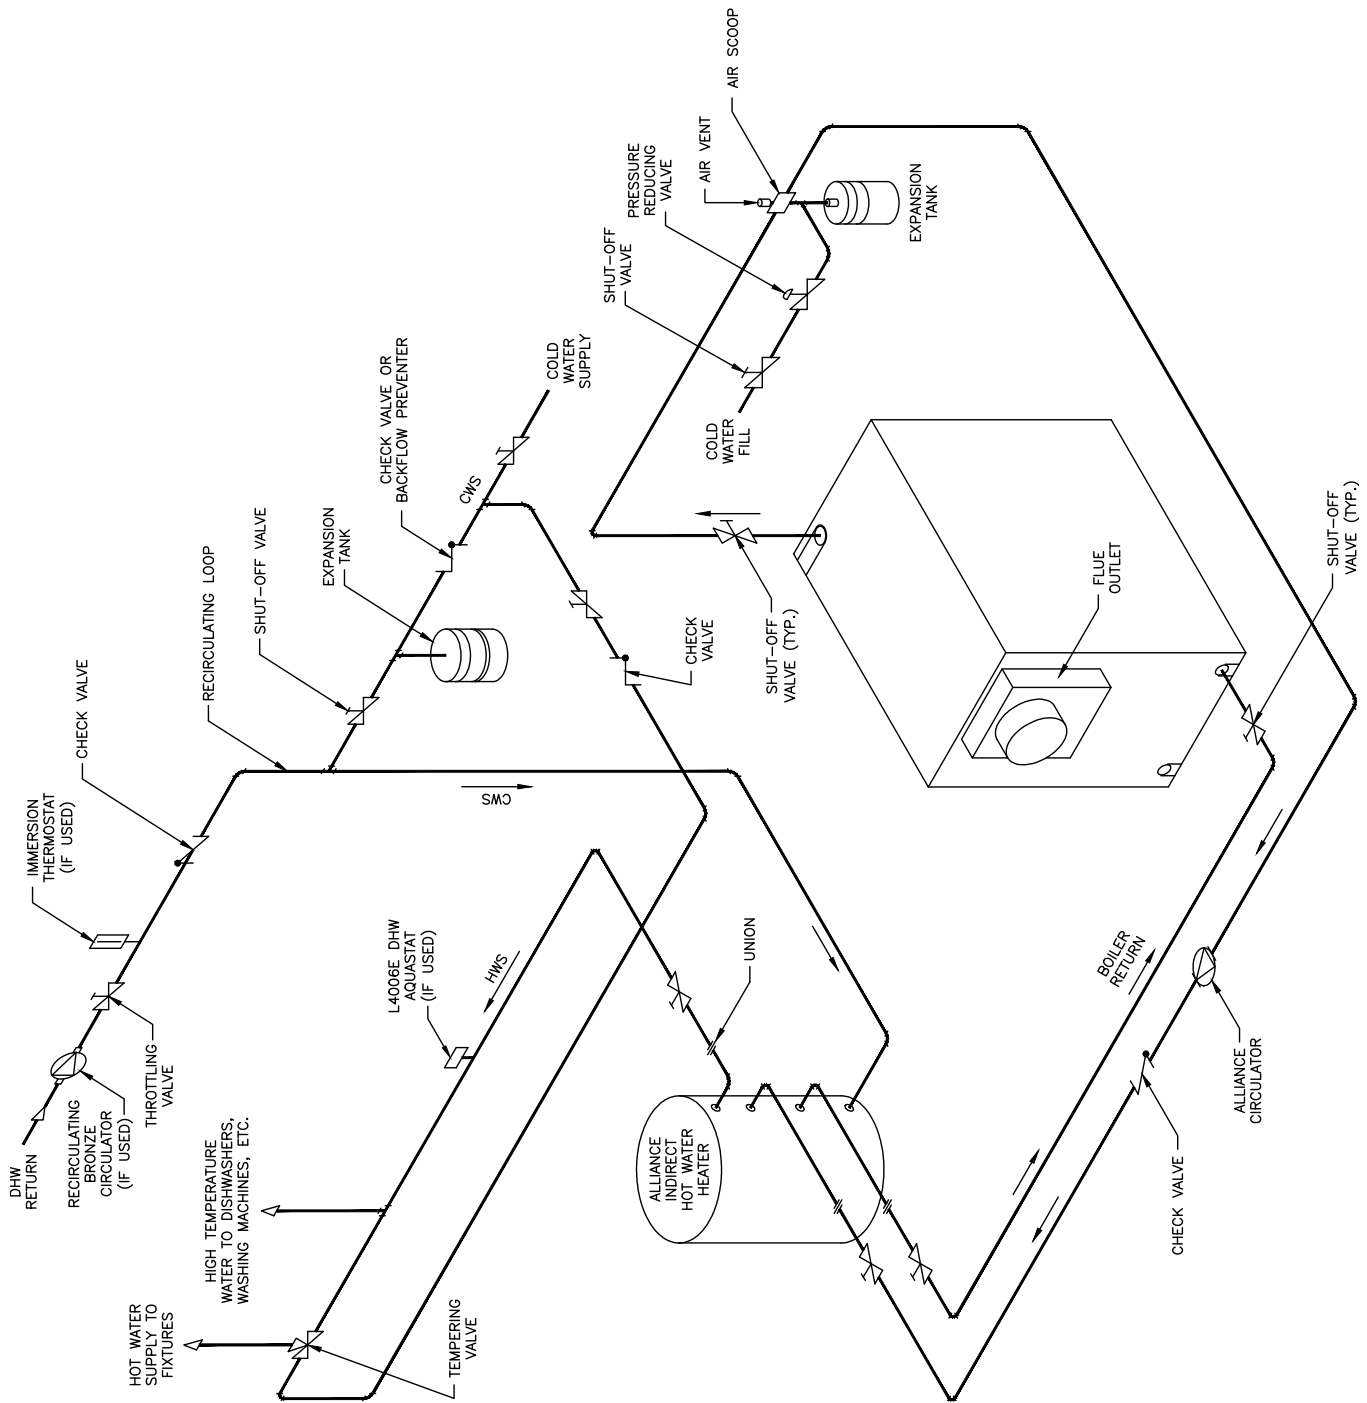 DHW
RETURN
IMMERSION
THERMOSTAT
(IF USED)
CHECK VALVE
RECIRCULATING LOOP
SHUT-OFF VALVE
EXPANSION
TANK
CHECK VALVE OR
BACKFLOW PREVENTER
CWS
COLD
WATER
SUPPLY
SHUT-OFF
VALVE
PRESSURE
REDUCING
VALVE
AIR VENT
AIR SCOOP
EXPANSION
TANK
COLD
WATER
FILL
RECIRCULATING
BRONZE
CIRCULATOR
(IF USED)
THROTTLING
VALVE
CWS
CHECK
VALVE
SHUT-OFF
VALVE (TYP.)
FLUE
OUTLET
SHUT-OFF
VALVE (TYP.)
L4006E DHW
AQUASTAT
(IF USED)
HWS
UNION
BOILER
RETURN
HIGH TEMPERATURE
WATER TO DISHWASHERS,
WASHING MACHINES, ETC.
HOT WATER
SUPPLY TO
FIXTURES
TEMPERING
VALVE
ALLIANCE
INDIRECT
HOT WATER
HEATER
CHECK VALVE
ALLIANCE
CIRCULATOR